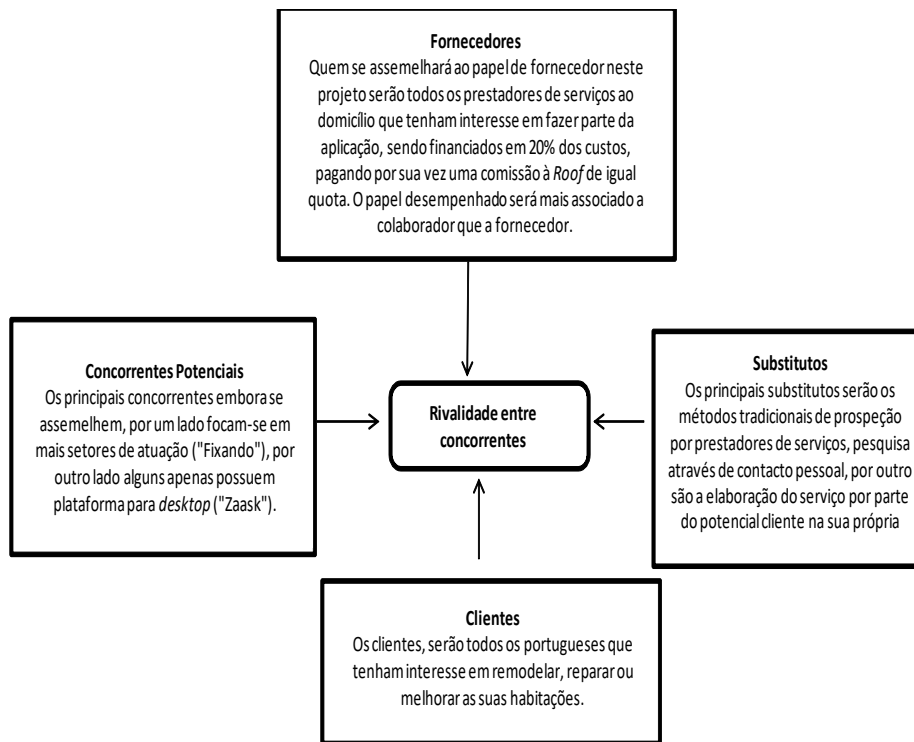 Fornecedores
Quem se assemelhará ao papel de fornecedor neste
projeto serão todos os prestadores de serviços ao
domicílio que tenham interesse em fazer parte da
aplicação, sendo financiados em 20% dos custos,
pagando por sua vez uma comissão à Roof de igual
quota. O papel desempenhado será mais associado a
colaborador que a fornecedor.
Concorrentes Potenciais
Os principais concorrentes embora se
assemelhem, por um lado focam-se em
mais setores de atuação ("Fixando"), por
outro lado alguns apenas possuem
plataforma para desktop ("Zaask").
Rivalidade entre
concorrentes
Substitutos
Os principais substitutos serão os
métodos tradicionais de prospeção
por prestadores de serviços, pesquisa
através de contacto pessoal, por outro
são a elaboração do serviço por parte
do potencial cliente na sua própria
Clientes
Os clientes, serão todos os portugueses que
tenham interesse em remodelar, reparar ou
melhorar as suas habitações.